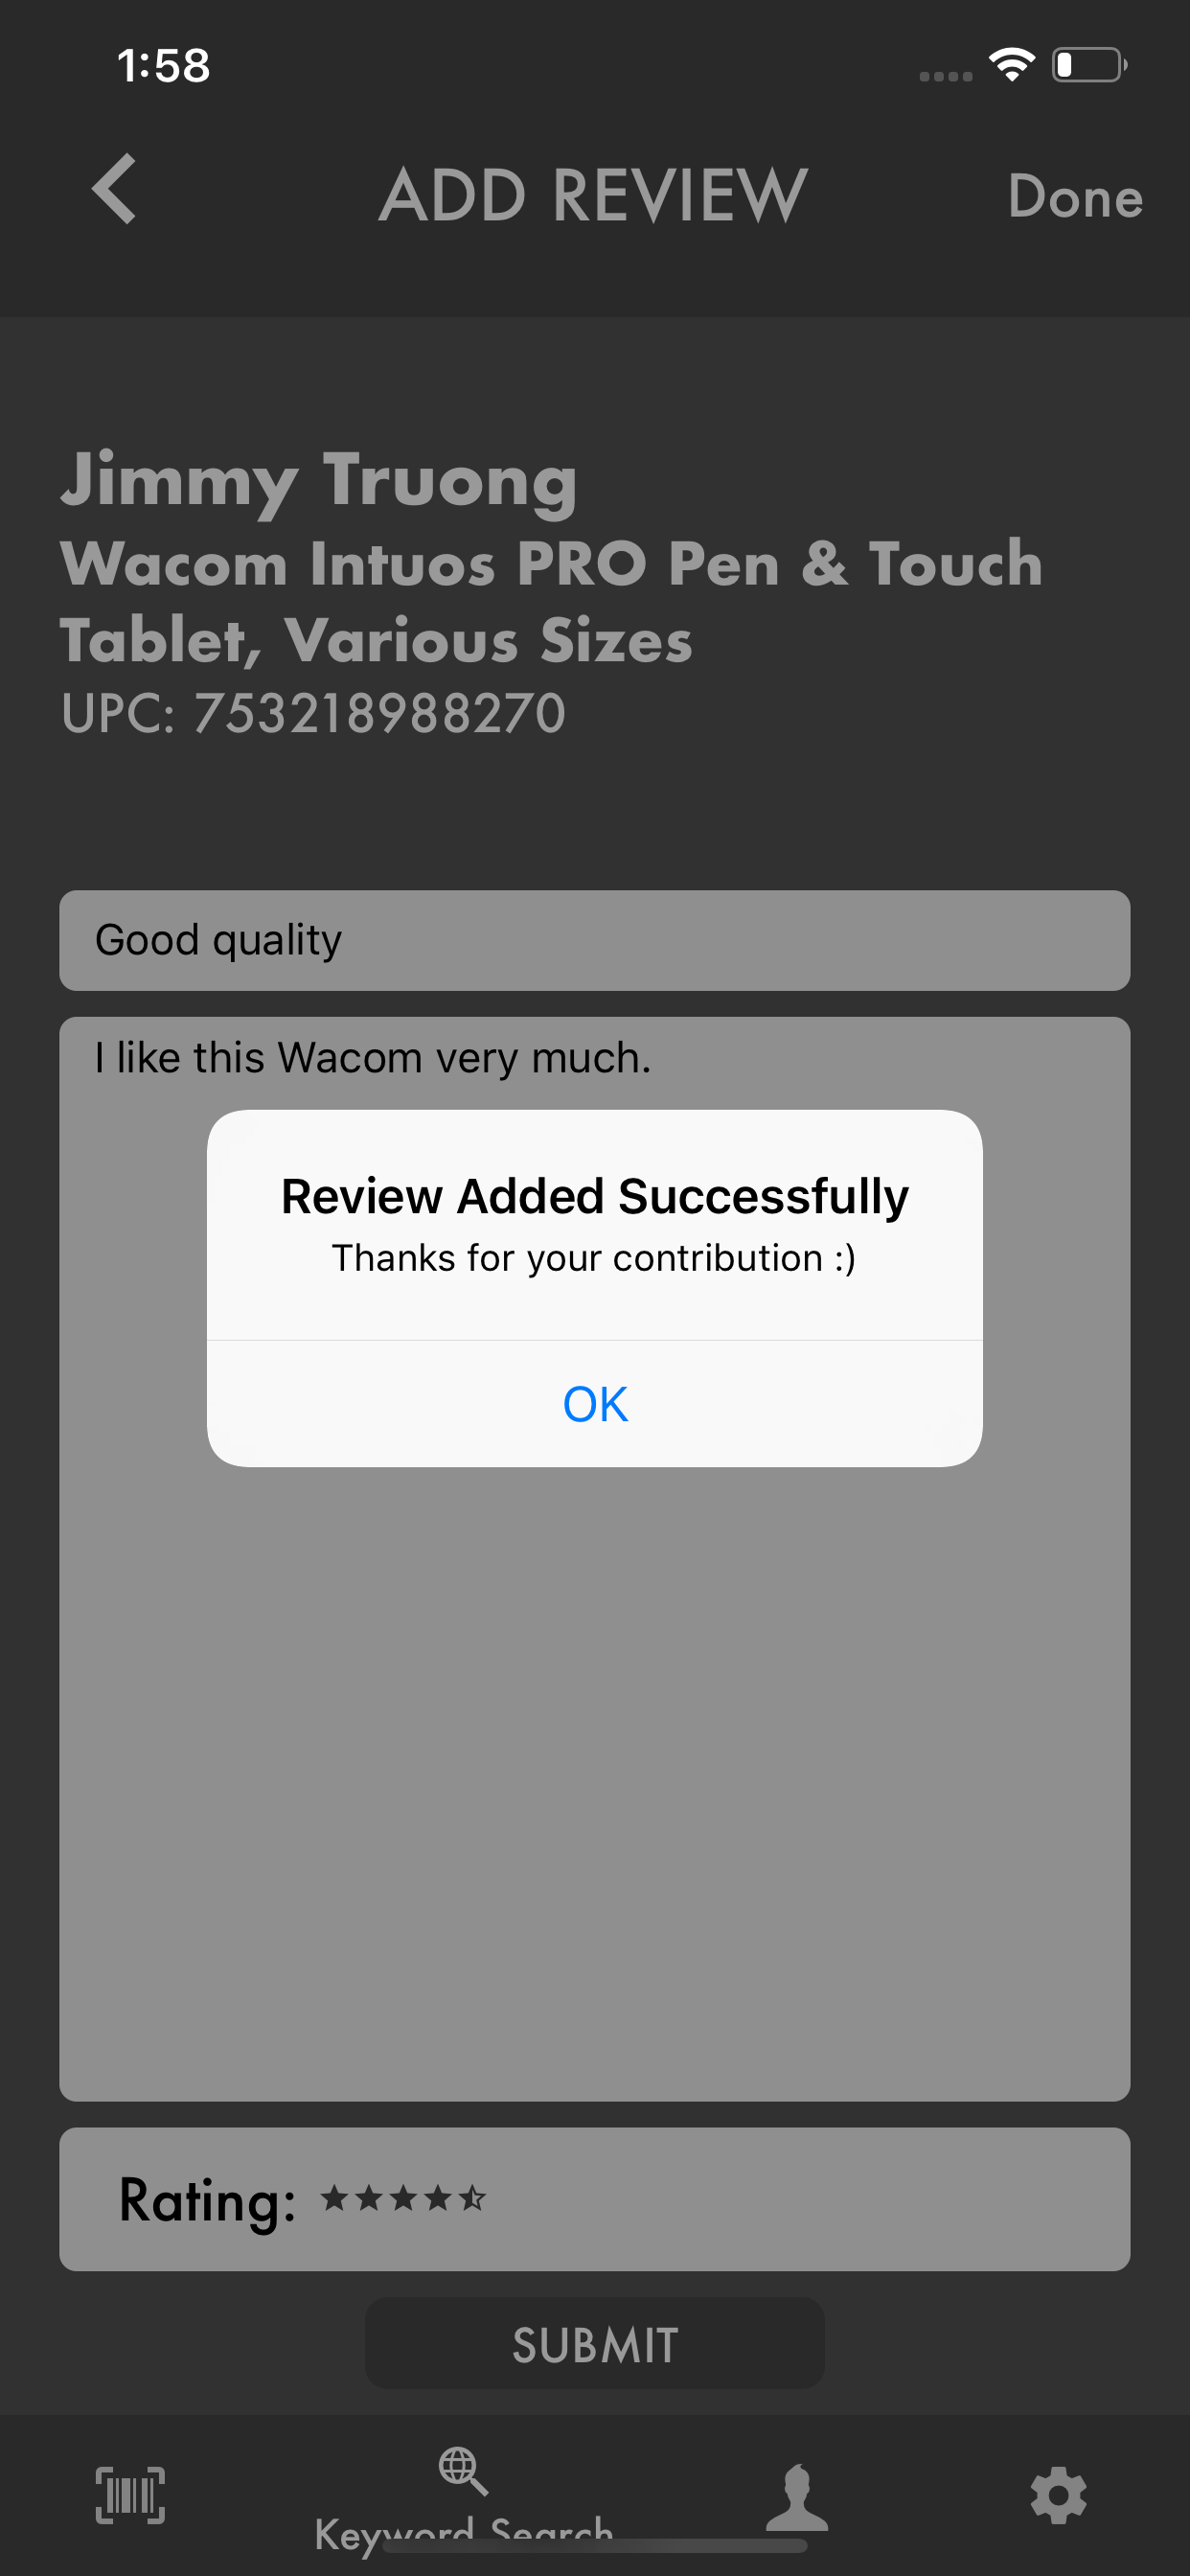 1:58
ADD REVIEW
Done
Jimmy Truong
Wacom Intuos PRO Pen & Touch
Tablet, Various Sizes
UPC: 753218988270
Good quality
I like this Wacom very much.
Review Added Successfully
Thanks for your contribution :)
OK
Rating:
SUBMIT
Keyword Search